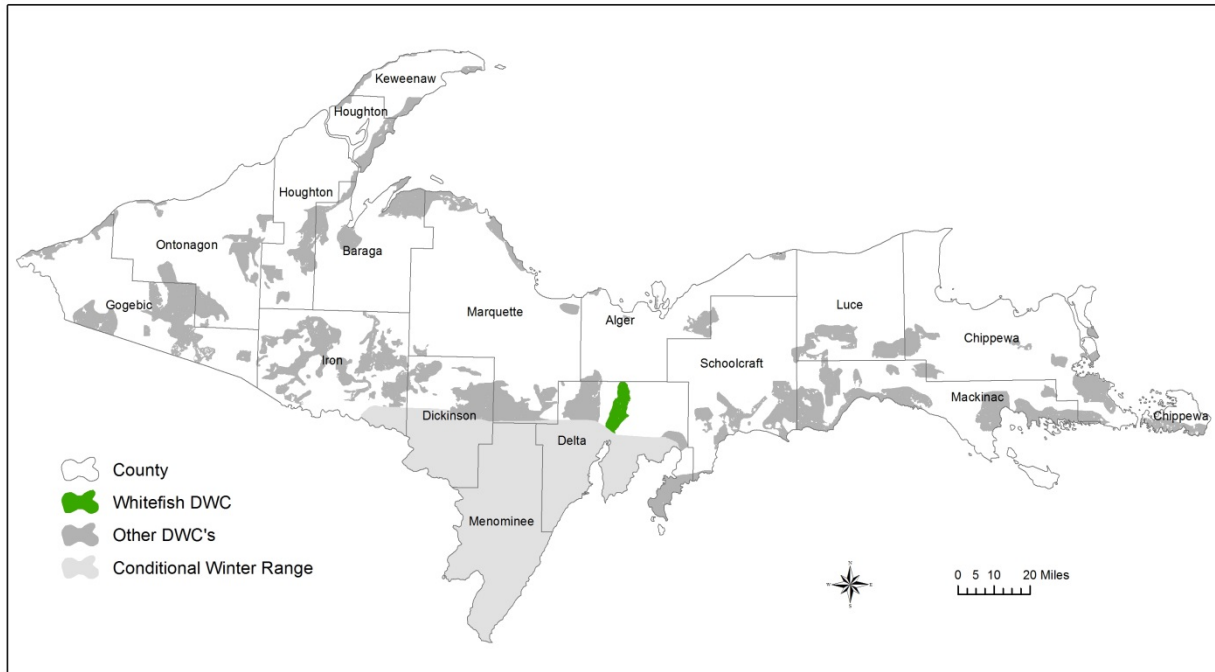 Keweenaw
Houghton
Houghton
Ontonagon
Baraga
Gogebic
Marquette
Alger
Luce
Chippewa
Iron
Schoolcraft
Dickinson
Mackinac
Chippewa
Delta
Menominee
County
Whitefish DWC
Other DWC's
Conditional Winter Range
N
W E
S
0 5 10 20 Miles